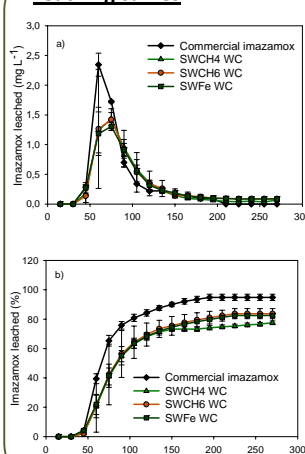 a)
Imazamox leached (mg L⁻¹)
3,0
2,5
2,0
1,5
1,0
0,5
0,0
Commercial imazamox
SWCH4 WC
SWCH6 WC
SWFe WC
0 50 100 150 200 250 30
b)
Imazamox leached (%)
120
100
80
60
40
20
0
Commercial imazamox
SWCH4 WC
SWCH6 WC
SWFe WC
0 50 100 150 200 250 300